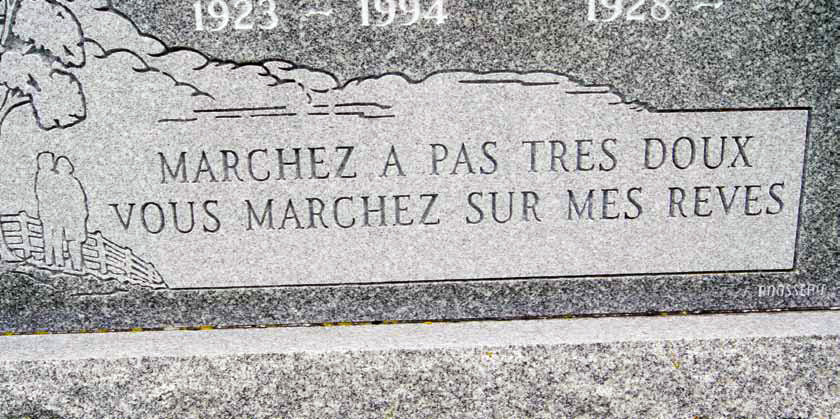 1923 ~ 1994 1928 ~
MARCHEZ A PAS TRES DOUX
VOUS MARCHEZ SUR MES REVES